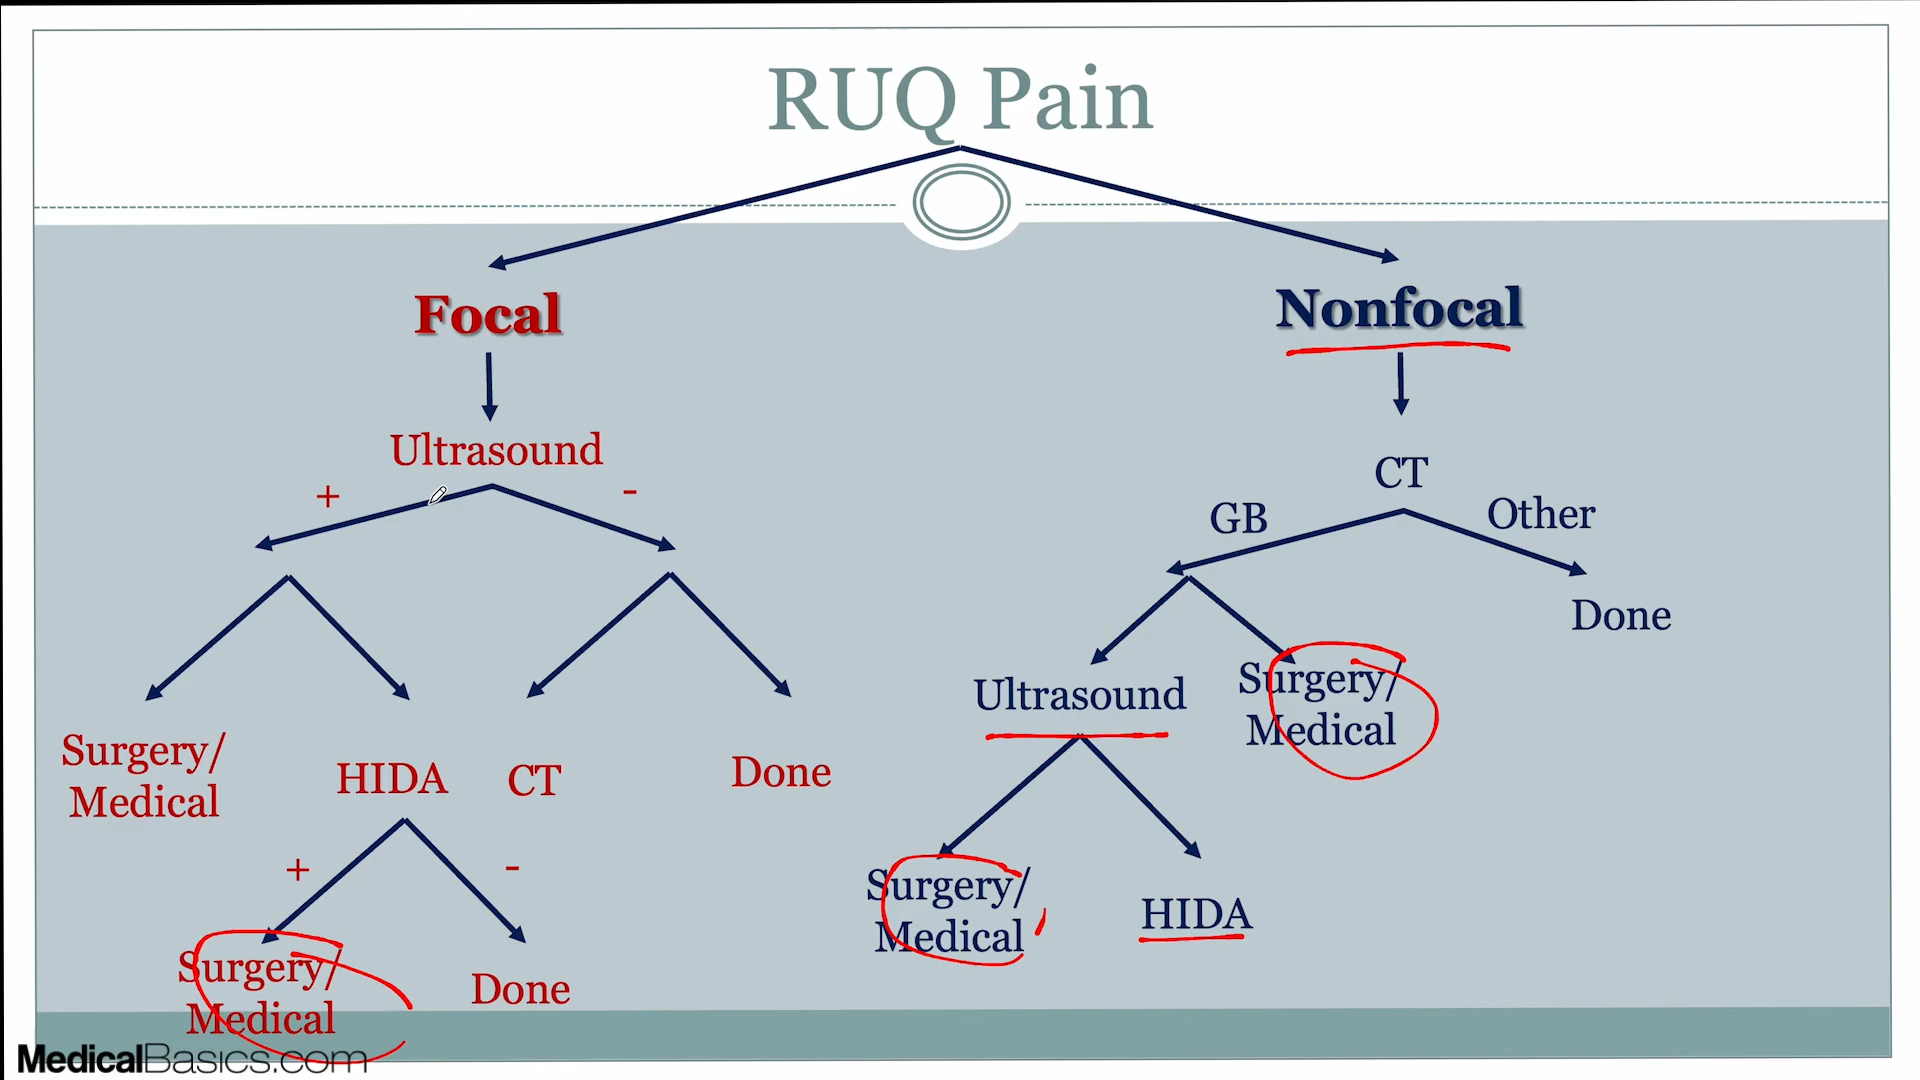 RUQ Pain
Focal
Nonfocal
Ultrasound
+
-
CT
GB
Other
Done
Surgery/
Medical
HIDA
CT
Done
Ultrasound
Surgery/
Medical
+
-
Surgery/
Medical
Done
Surgery/
Medical
HIDA
MedicalBasics.com